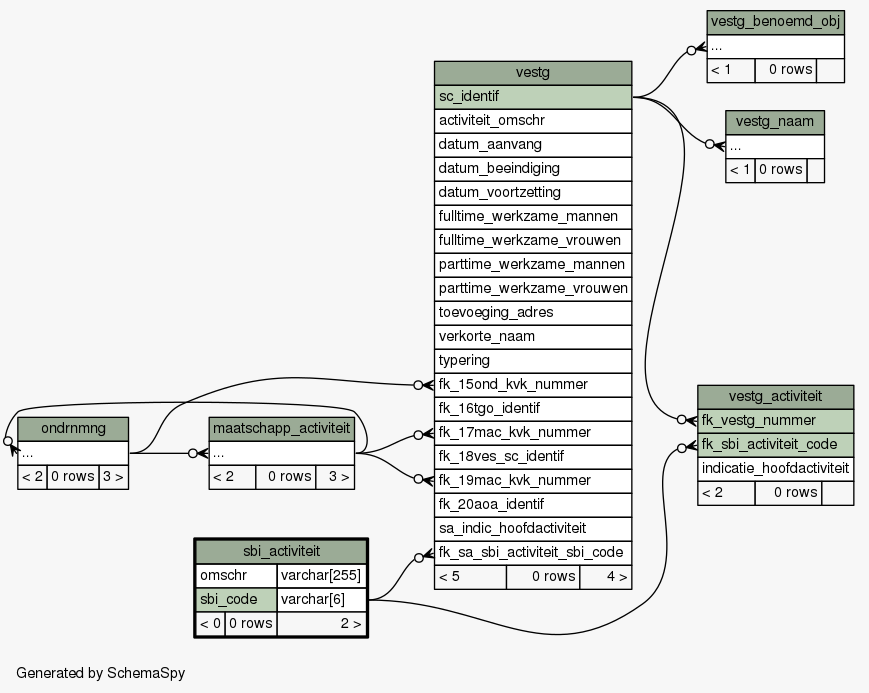 vestg_benoemd_obj
...
< 1 0 rows
vestg_naam
...
< 1 0 rows
vestg
sc_identif
activiteit_omschr
datum_aanvang
datum_beeindiging
datum_voortzetting
fulltime_werkzame_mannen
fulltime_werkzame_vrouwen
parttime_werkzame_mannen
parttime_werkzame_vrouwen
toevoeging_adres
verkorte_naam
typering
fk_15ond_kvk_nummer
fk_16tgo_identif
fk_17mac_kvk_nummer
fk_18ves_sc_identif
fk_19mac_kvk_nummer
fk_20aoa_identif
sa_indic_hoofdactiviteit
fk_sa_sbi_activiteit_sbi_code
< 5 0 rows 4 >
vestg_activiteit
fk_vestg_nummer
fk_sbi_activiteit_code
indicatie_hoofdactiviteit
< 2 0 rows
ondrnmng
...
< 2 0 rows 3 >
maatschapp_activiteit
...
< 2 0 rows 3 >
sbi_activiteit
omschr varchar[255]
sbi_code varchar[6]
< 0 0 rows 2 >
Generated by SchemaSpy